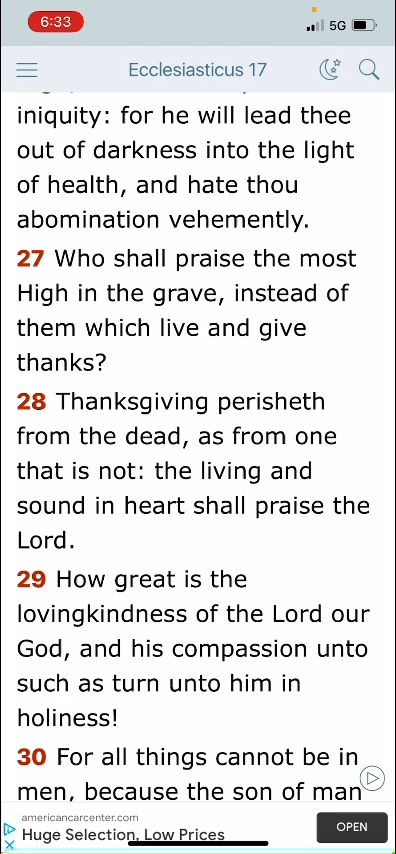 6:33
5G
Ecclesiasticus 17
iniquity: for he will lead thee
out of darkness into the light
of health, and hate thou
abomination vehemently.
27 Who shall praise the most
High in the grave, instead of
them which live and give
thanks?
28 Thanksgiving perisheth
from the dead, as from one
that is not: the living and
sound in heart shall praise the
Lord.
29 How great is the
lovingkindness of the Lord our
God, and his compassion unto
such as turn unto him in
holiness!
30 For all things cannot be in
men, because the son of man
americancarcenter.com
Huge Selection, Low Prices
OPEN